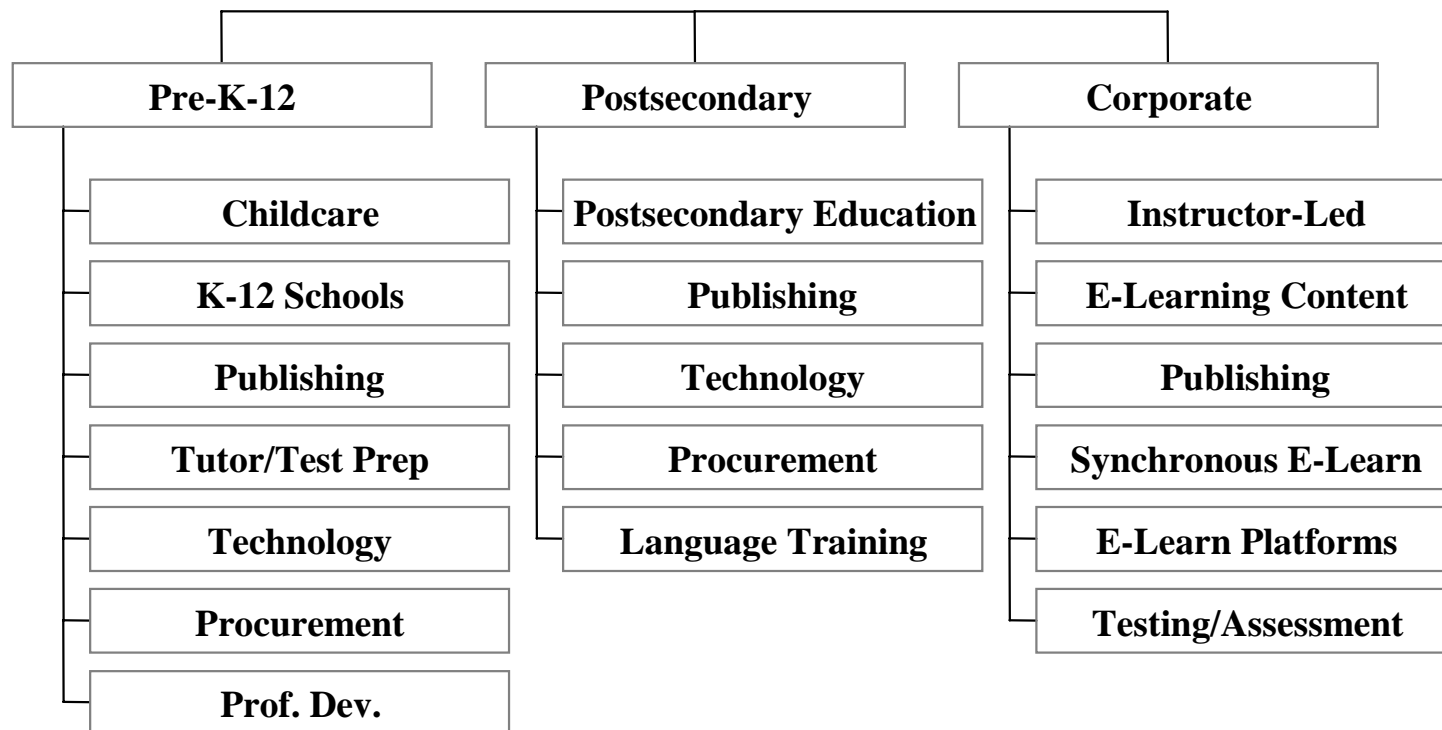 Pre-K-12
Postsecondary
Corporate
Childcare
K-12 Schools
Publishing
Tutor/Test Prep
Technology
Procurement
Prof. Dev.
Postsecondary Education
Publishing
Technology
Procurement
Language Training
Instructor-Led
E-Learning Content
Publishing
Synchronous E-Learn
E-Learn Platforms
Testing/Assessment